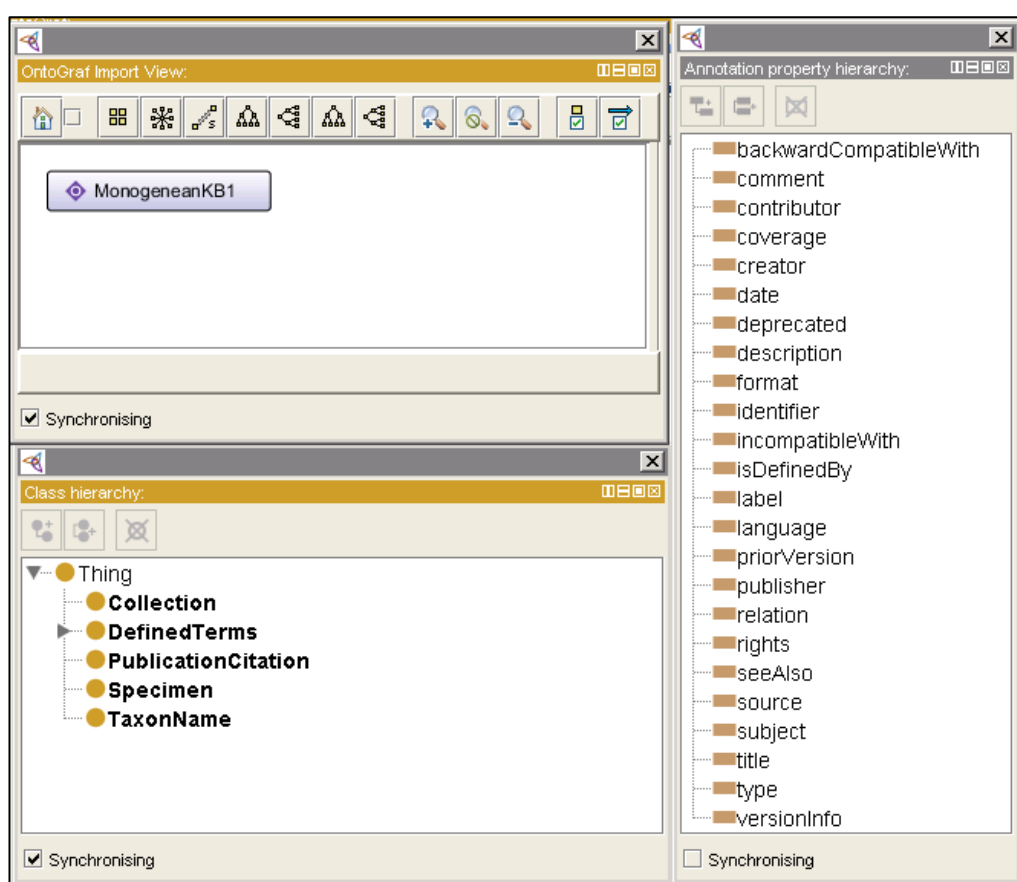 OntoGraf Import View:
MonogeneanKB1
Synchronising
Class hierarchy:
Thing
Collection
DefinedTerms
PublicationCitation
Specimen
TaxonName
Synchronising
Annotation property hierarchy:
backwardCompatibleWith
comment
contributor
coverage
creator
date
deprecated
description
format
identifier
incompatibleWith
isDefinedBy
label
language
priorVersion
publisher
relation
rights
seeAlso
source
subject
title
type
versionInfo
Synchronising